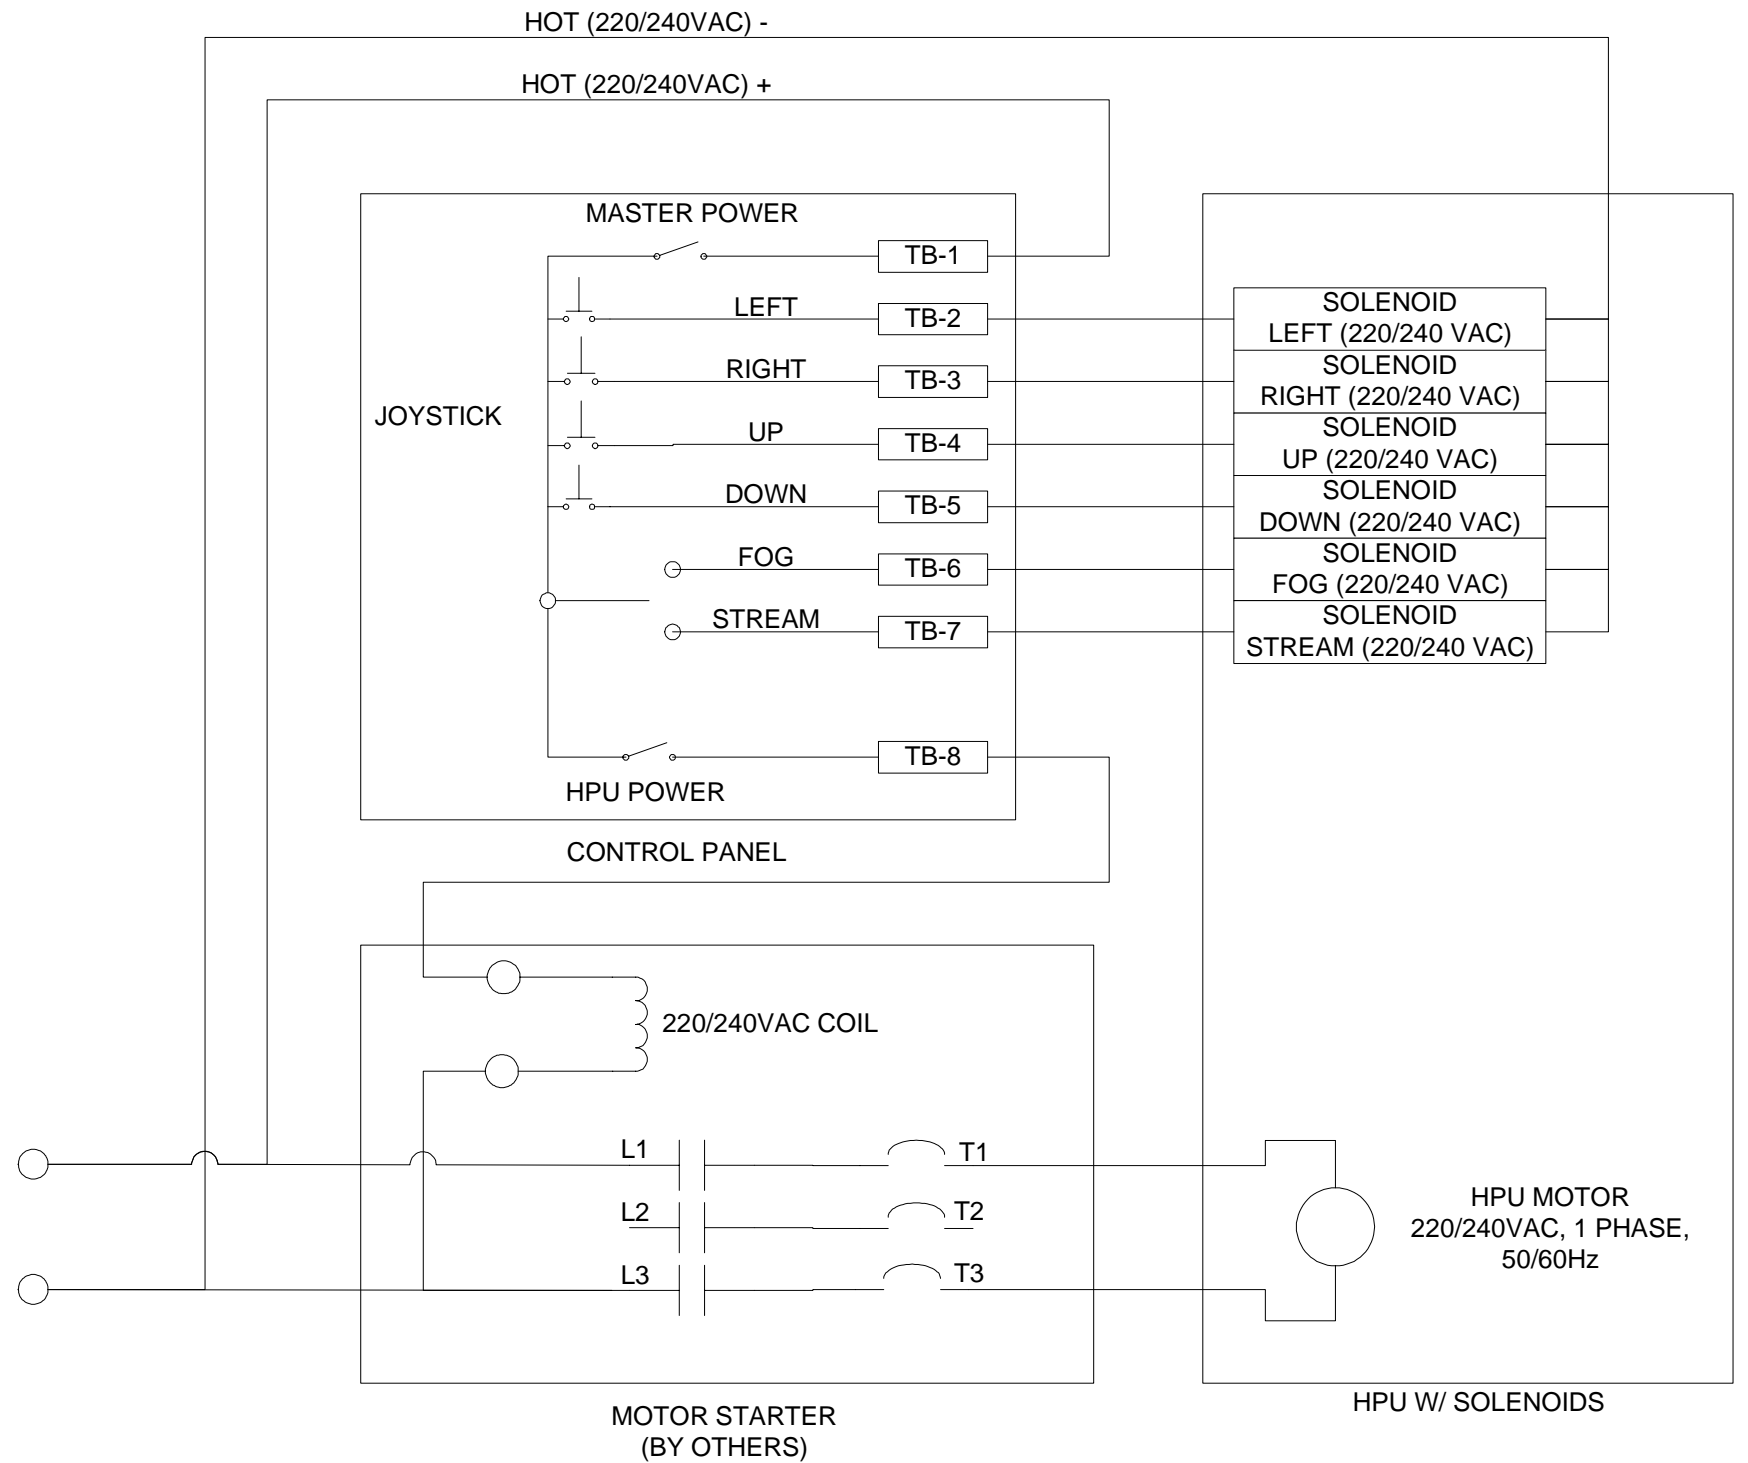 HOT (220/240VAC) -
HOT (220/240VAC) +
MASTER POWER
TB-1
LEFT
TB-2
RIGHT
TB-3
JOYSTICK
UP
TB-4
DOWN
TB-5
FOG
TB-6
STREAM
TB-7
TB-8
HPU POWER
CONTROL PANEL
SOLENOID
LEFT (220/240 VAC)
SOLENOID
RIGHT (220/240 VAC)
SOLENOID
UP (220/240 VAC)
SOLENOID
DOWN (220/240 VAC)
SOLENOID
FOG (220/240 VAC)
SOLENOID
STREAM (220/240 VAC)
220/240VAC COIL
L1
T1
L2
T2
L3
T3
MOTOR STARTER
(BY OTHERS)
HPU MOTOR
220/240VAC, 1 PHASE,
50/60Hz
HPU W/ SOLENOIDS